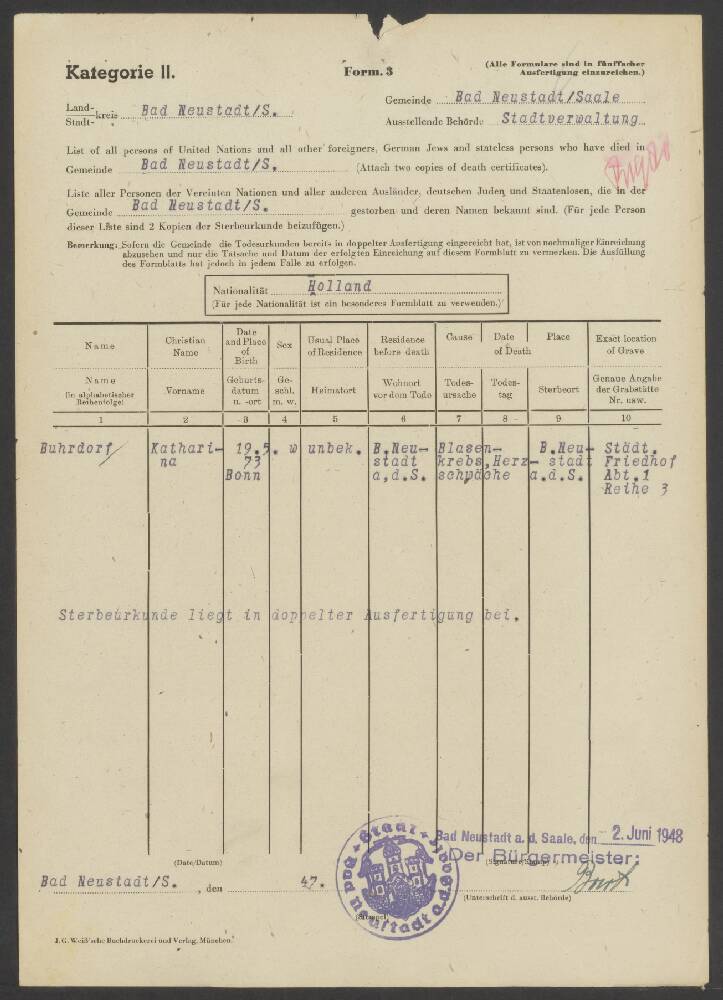 Kategorie II.
Form. 3
(Alle Formulare sind in fünffacher
Ausfertigung einzureichen.)
Gemeinde Bad Neustadt/Saale
Land-
Stadt- kreis Bad Neustadt/S.
Ausstellende Behörde Stadtverwaltung
List of all persons of United Nations and all other foreigners, German Jews and stateless persons who have died in
Gemeinde Bad Neustadt/S. (Attach two copies of death certificates).
Liste aller Personen der Vereinten Nationen und aller anderen Ausländer, deutschen Juden und Staatenlosen, die in der
Gemeinde Bad Neustadt/S. gestorben und deren Namen bekannt sind. (Für jede Person
dieser Liste sind 2 Kopien der Sterbeurkunde beizufügen.)
Bemerkung: Sofern die Gemeinde die Todesurkunden bereits in doppelter Ausfertigung eingereicht hat, ist von nochmaliger Einreichung
abzusehen und nur die Tatsache und Datum der erfolgten Einreichung auf diesem Formblatt zu vermerken. Die Ausfüllung
des Formblatts hat jedoch in jedem Falle zu erfolgen.
Nationalität Holland
(Für jede Nationalität ist ein besonderes Formblatt zu verwenden.)
Name Christian Name Date and Place of Birth Sex Usual Place of Residence Residence before death Cause Date of Death Place Exact location of Grave
Name (in alphabetischer Reihenfolge) Vorname Geburts-datum u. -ort Ge-schl. m. w. Heimatort Wohnort vor dem Tode Todes-ursache Todes-tag Sterbeort Genaue Angabe der Grabstätte Nr. usw.
1 2 3 4 5 6 7 8 9 10
Buhrdorf Kathari- 19.5. w unbek. B.Neu- Blasen- B.Neu- Städt.
na 73 stadt krebs,Herz- stadt Friedhof
Bonn a,d.S. schwäche a.d.S. Abt.1
Reihe 3
Sterbeurkunde liegt in doppelter Ausfertigung bei.
Bad Neustadt a. d. Saale, den 2. Juni 1948
Der Bürgermeister:
(Date/Datum)
Bad Neustadt/S. , den 47.
(Unterschrift d. ausst. Behörde)
(Stempel)
J. G. Weiß'sche Buchdruckerei und Verlag, München.